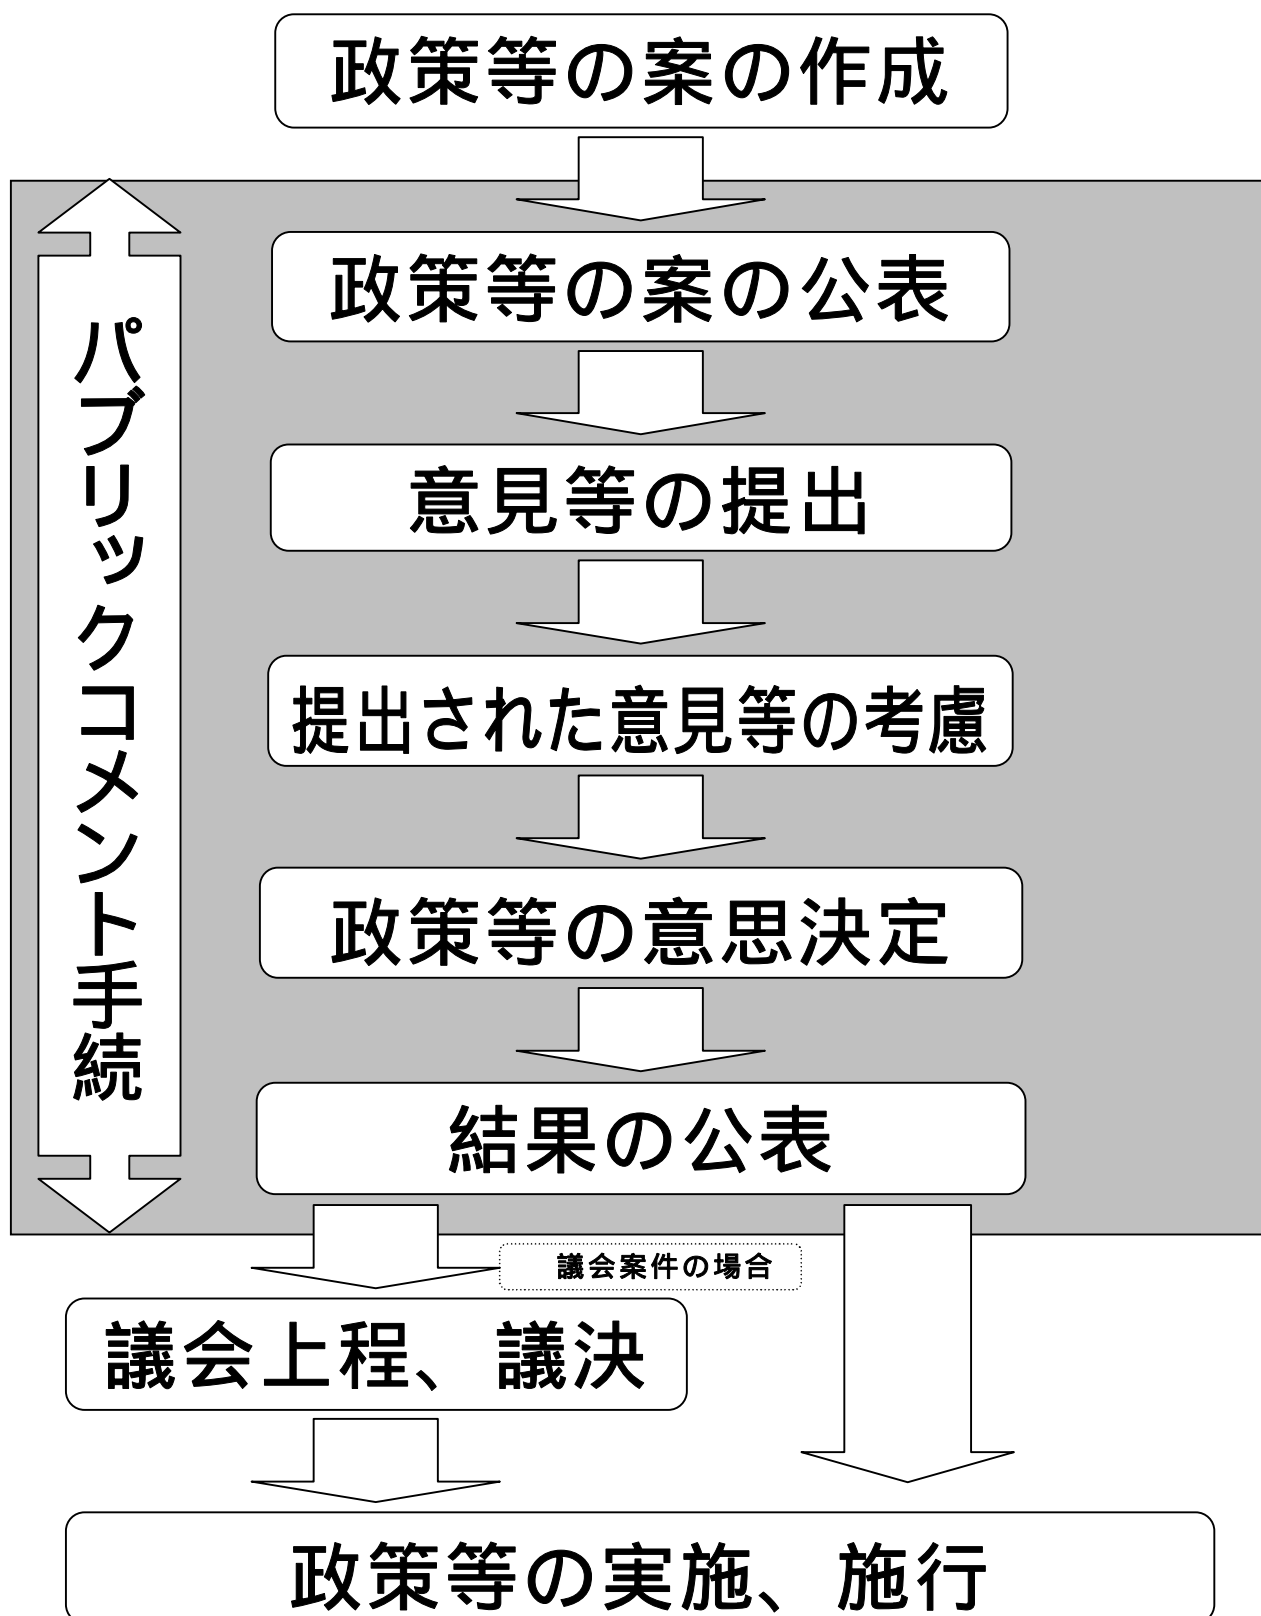 政策等の案の作成
パブリックコメント手続
政策等の案の公表
意見等の提出
提出された意見等の考慮
政策等の意思決定
結果の公表
議会案件の場合
議会上程、議決
政策等の実施、施行